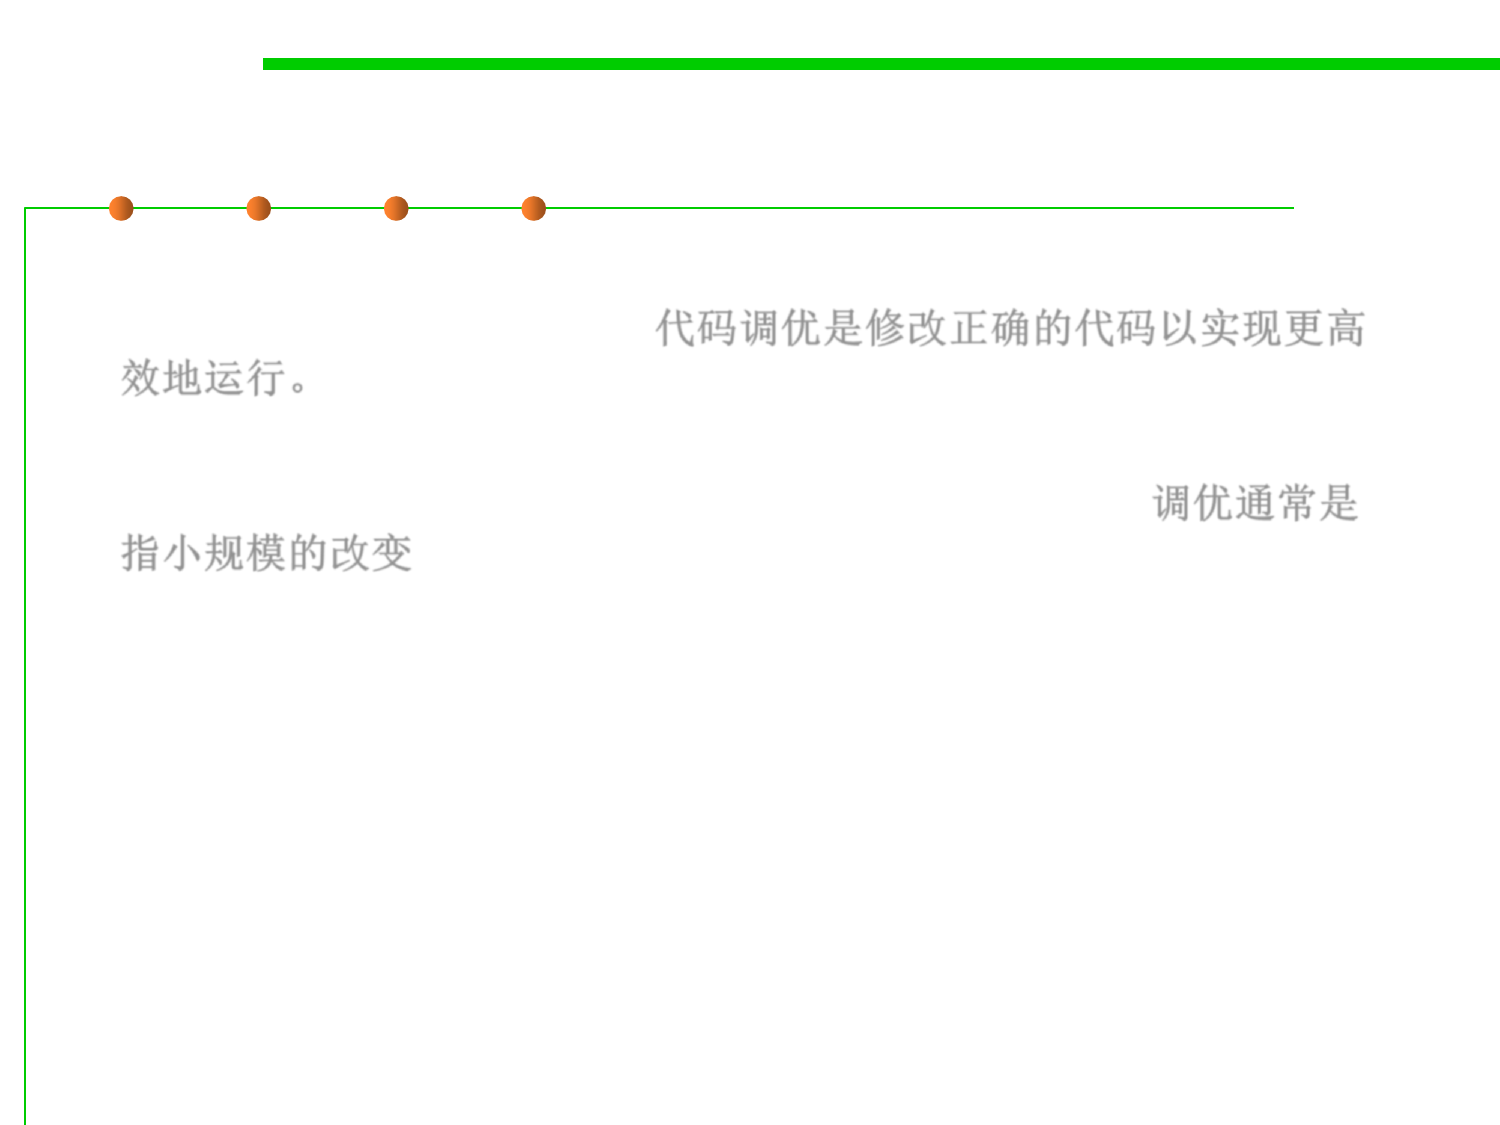 代码调优是修改正确的代码以实现更高
效地运行。
调优通常是
指小规模的改变